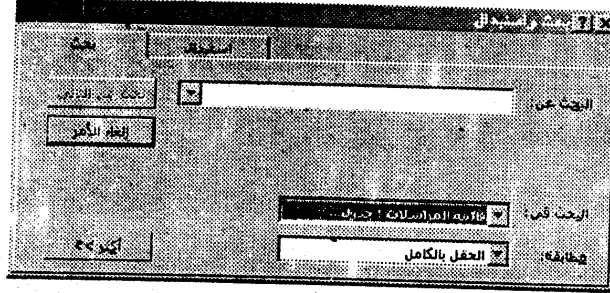 بحث واستبدال
بحث
استبدال
البحث عن:
بحث عن التالي
إلغاء الأمر
البحث في:
قائمة المراسلات : جدول
مطابقة:
الحقل بالكامل
أكثر >>